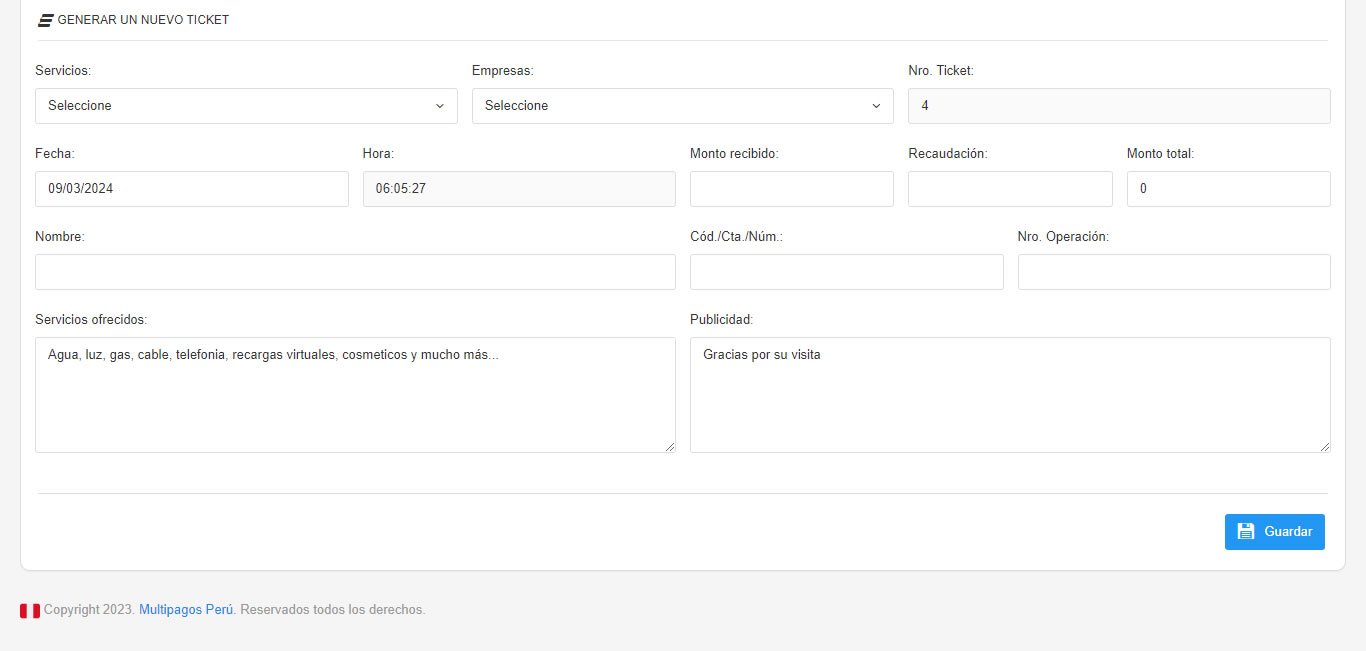 GENERAR UN NUEVO TICKET
Servicios: Empresas: Nro. Ticket:
Seleccione Seleccione 4
Fecha: Hora: Monto recibido: Recaudación: Monto total:
09/03/2024 06:05:27 0
Nombre: Cód./Cta./Núm.: Nro. Operación:
Servicios ofrecidos: Publicidad:
Agua, luz, gas, cable, telefonia, recargas virtuales, cosmeticos y mucho más... Gracias por su visita
Guardar
Copyright 2023. Multipagos Perú. Reservados todos los derechos.